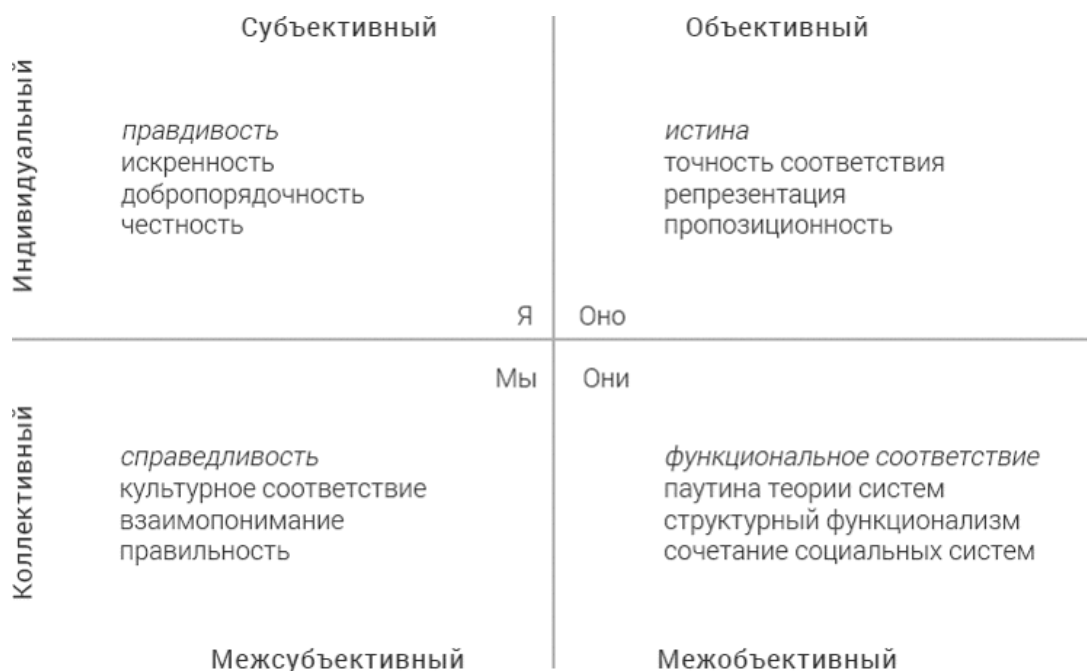 Субъективный
Объективный
Индивидуальный
правдивость
искренность
добропорядочность
честность
истина
точность соответствия
репрезентация
пропозиционность
Я
Оно
Мы
Они
Коллективный
справедливость
культурное соответствие
взаимопонимание
правильность
функциональное соответствие
паутина теории систем
структурный функционализм
сочетание социальных систем
Межсубъективный
Межобъективный